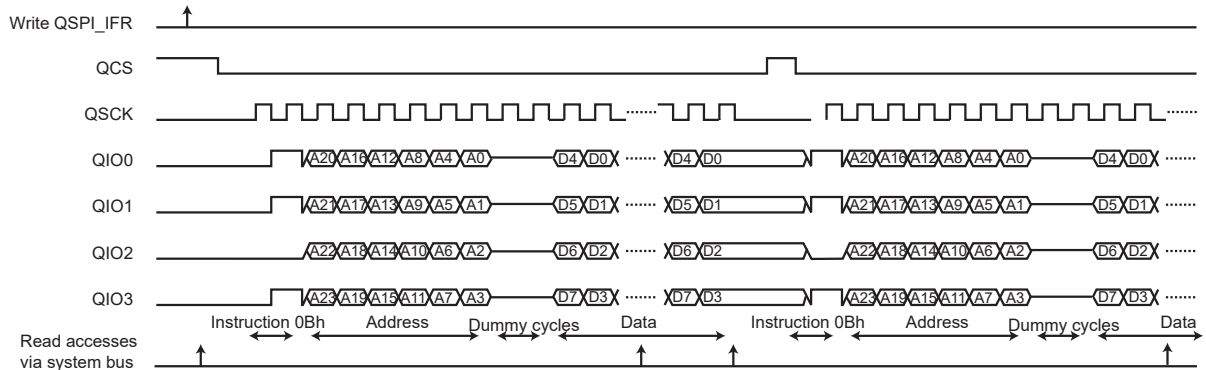 Write QSPI_IFR
QCS
QSCK
QIO0 A20 A16 A12 A8 A4 A0 D4 D0 D4 D0 A20 A16 A12 A8 A4 A0 D4 D0
QIO1 A21 A17 A13 A9 A5 A1 D5 D1 D5 D1 A21 A17 A13 A9 A5 A1 D5 D1
QIO2 A22 A18 A14 A10 A6 A2 D6 D2 D6 D2 A22 A18 A14 A10 A6 A2 D6 D2
QIO3 A23 A19 A15 A11 A7 A3 D7 D3 D7 D3 A23 A19 A15 A11 A7 A3 D7 D3
Instruction 0Bh Address Dummy cycles Data Instruction 0Bh Address Dummy cycles Data
Read accesses
via system bus